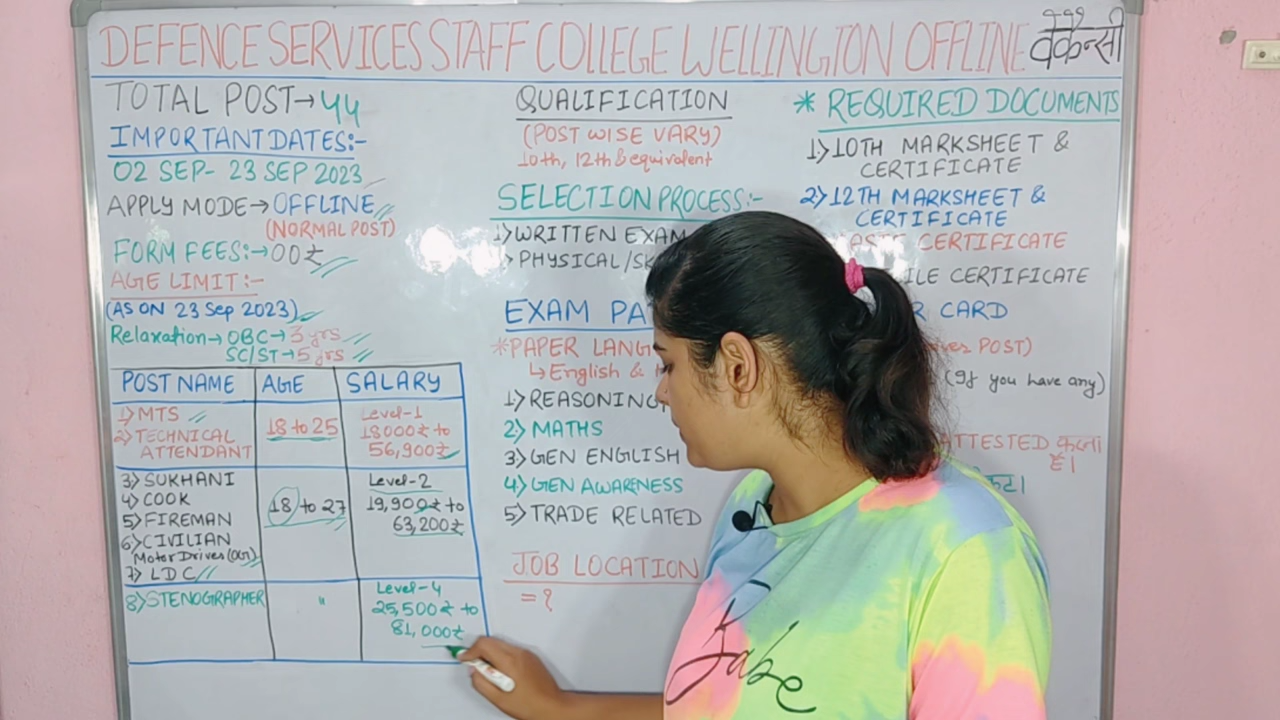 DEFENCE SERVICES STAFF COLLEGE WELLINGTON OFFLINE वेकेन्सी
TOTAL POST→44
IMPORTANT DATES:-
02 SEP- 23 SEP 2023
APPLY MODE→OFFLINE
(NORMAL POST)
FORM FEES:→00₹
AGE LIMIT:-
(AS ON 23 Sep 2023)
Relaxation→OBC→3 yrs
SC/ST→5 yrs
POST NAME AGE SALARY
1) MTS
2) TECHNICAL
ATTENDANT
18 to 25
Level-1
18000₹ to
56,900₹
3) SUKHANI
4) COOK
5) FIREMAN
6) CIVILIAN
Motor Drives (OG)
7) LDC
18 to 27
Level-2
19,900₹ to
63,200₹
8) STENOGRAPHER
"
Level-4
25,500₹ to
81,000₹
QUALIFICATION
(POST WISE VARY)
10th, 12th & equivalent
SELECTION PROCESS:-
1) WRITTEN EXAM
PHYSICAL/SK
EXAM PA
*PAPER LANG
↳English & H
1) REASONING
2) MATHS
3) GEN ENGLISH
4) GEN AWARENESS
5) TRADE RELATED
JOB LOCATION
= ?
* REQUIRED DOCUMENTS
1) 10TH MARKSHEET &
CERTIFICATE
2) 12TH MARKSHEET &
CERTIFICATE
ASTE CERTIFICATE
ILE CERTIFICATE
R CARD
ives POST)
(If you have any)
ATTESTED करना
है।
Babe